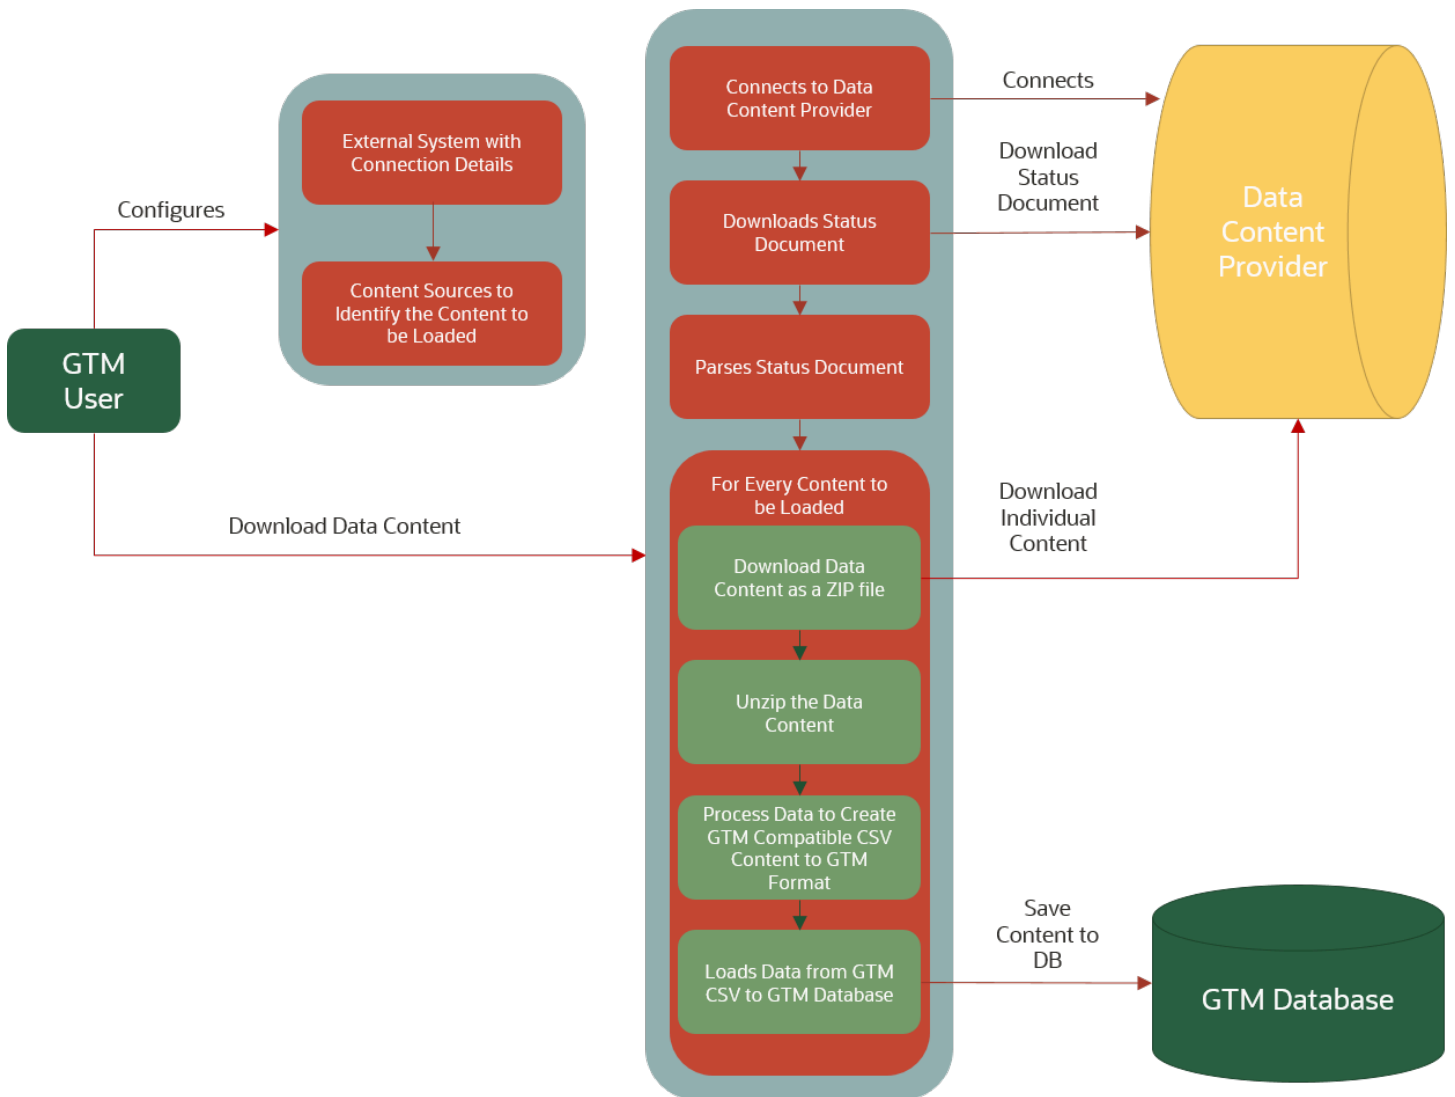 Configures
GTM
User
Download Data Content
External System with
Connection Details
Content Sources to
Identify the Content to
be Loaded
Connects to Data
Content Provider
Downloads Status
Document
Parses Status Document
For Every Content to
be Loaded
Download Data
Content as a ZIP file
Unzip the Data
Content
Process Data to Create
GTM Compatible CSV
Content to GTM
Format
Loads Data from GTM
CSV to GTM Database
Connects
Download
Status
Document
Data
Content
Provider
Download
Individual
Content
Save
Content to
DB
GTM Database